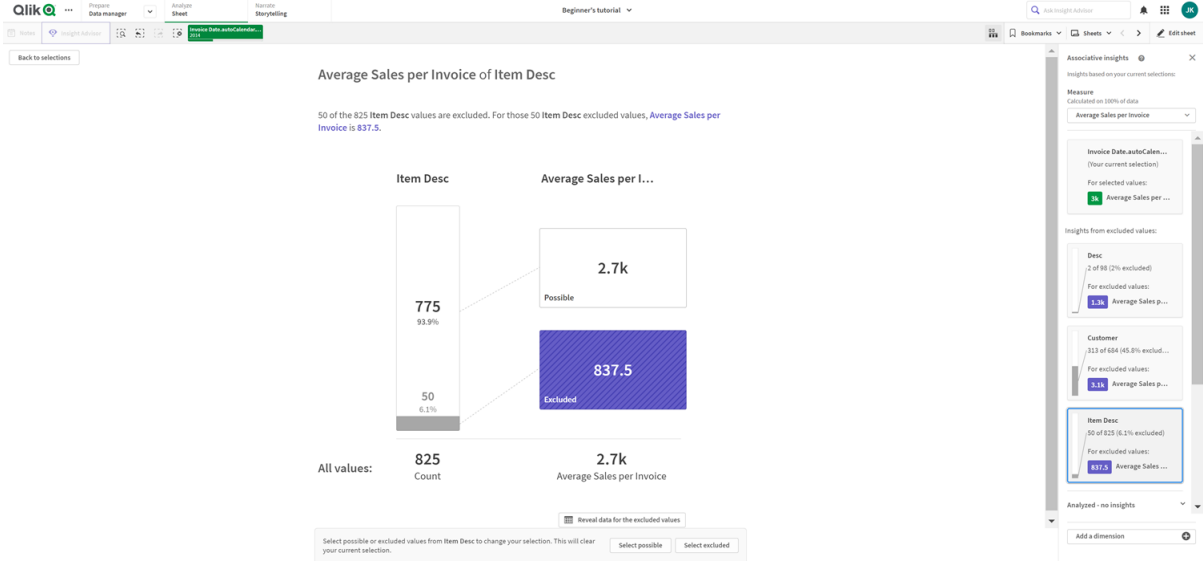 Qlik
Prepare
Data manager
Analyze
Sheet
Narrate
Storytelling
Beginner's tutorial
Ask Insight Advisor
JK
Notes
Insight Advisor
Invoice Date.autoCalendar...
2014
Bookmarks
Sheets
Edit sheet
Back to selections
Average Sales per Invoice of Item Desc
50 of the 825 Item Desc values are excluded. For those 50 Item Desc excluded values, Average Sales per
Invoice is 837.5.
Item Desc
Average Sales per I...
775
93.9%
50
6.1%
2.7k
Possible
837.5
Excluded
All values:
825
Count
2.7k
Average Sales per Invoice
Reveal data for the excluded values
Select possible or excluded values from Item Desc to change your selection. This will clear
your current selection.
Select possible
Select excluded
Associative insights
Insights based on your current selections:
Measure
Calculated on 100% of data
Average Sales per Invoice
Invoice Date.autoCalen...
(Your current selection)
For selected values:
3k Average Sales per ...
Insights from excluded values:
Desc
2 of 98 (2% excluded)
For excluded values:
1.3k Average Sales p...
Customer
313 of 684 (45.8% exclud...
For excluded values:
3.1k Average Sales p...
Item Desc
50 of 825 (6.1% excluded)
For excluded values:
837.5 Average Sales ...
Analyzed - no insights
Add a dimension